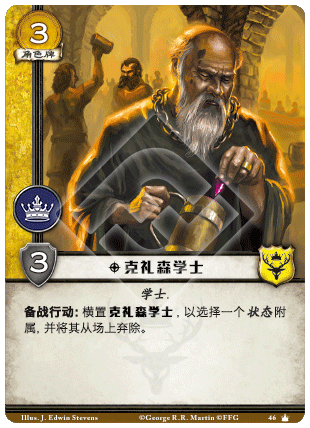 3
角色牌
3
克礼森学士
学士.
备战行动: 横置克礼森学士, 以选择一个状态附
属, 并将其从场上弃除。
Illus. J. Edwin Stevens ©George R.R. Martin ©FFG 46